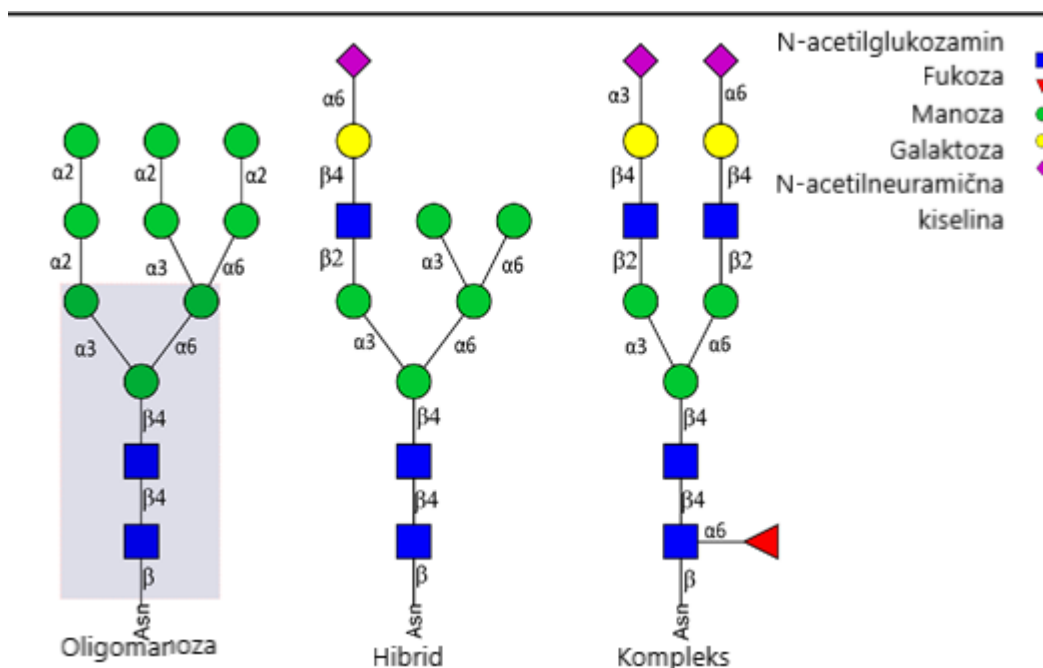 N-acetilglukozamin
Fukoza
Manoza
Galaktoza
N-acetilneuramična
kiselina
α6
α3
α6
α2
α2
α2
β4
β4
β4
α2
α3
α6
β2
α3
α6
β2
β2
α3
α6
α3
α6
α3
α6
β4
β4
β4
β4
β4
β4
α6
β
β
β
Asn
Asn
Asn
Oligomanoza
Hibrid
Kompleks